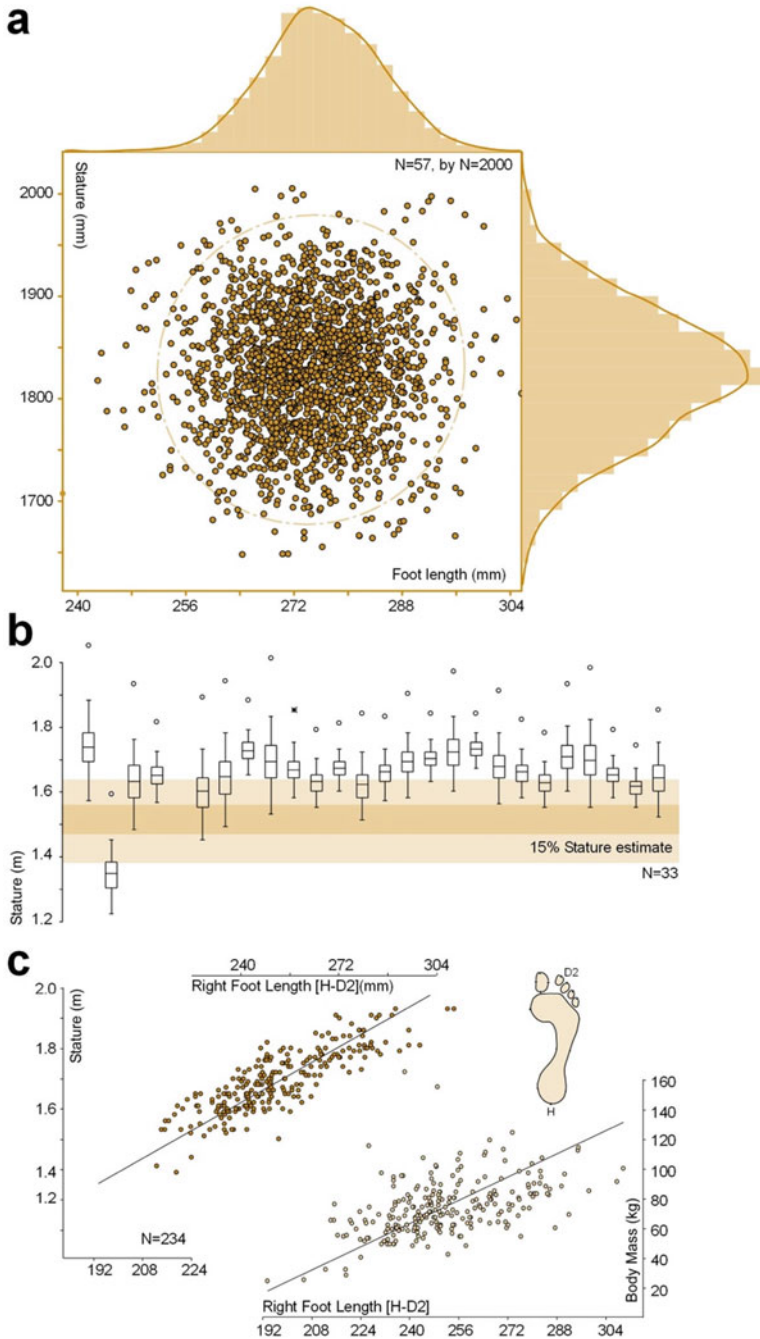 a
Stature (mm)
N=57, by N=2000
2000
1900
1800
1700
Foot length (mm)
240 256 272 288 304
b
2.0
1.8
1.6
1.4
1.2
Stature (m)
15% Stature estimate
N=33
c
240 272 304
Right Foot Length [H-D2](mm)
2.0
1.8
1.6
1.4
1.2
Stature (m)
D2
H
N=234
192 208 224
160
140
120
100
80
60
40
20
Body Mass (kg)
Right Foot Length [H-D2]
192 208 224 240 256 272 288 304